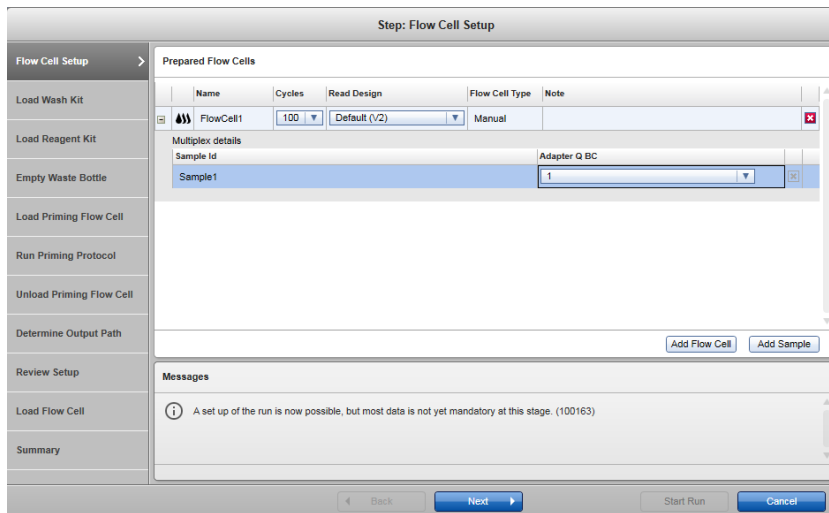 Step: Flow Cell Setup
Flow Cell Setup
Load Wash Kit
Load Reagent Kit
Empty Waste Bottle
Load Priming Flow Cell
Run Priming Protocol
Unload Priming Flow Cell
Determine Output Path
Review Setup
Load Flow Cell
Summary
Prepared Flow Cells
Name Cycles Read Design Flow Cell Type Note
FlowCell1 100 Default (V2) Manual
Multiplex details
Sample Id Adapter Q BC
Sample1 1
Add Flow Cell Add Sample
Messages
A set up of the run is now possible, but most data is not yet mandatory at this stage. (100163)
Back Next Start Run Cancel